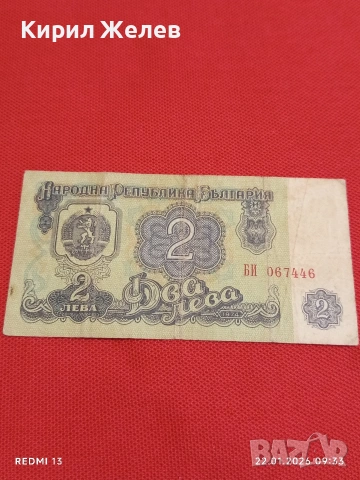 Кирил Желев
Народна Република България
2
2
ЛЕВА
БИ 067446
Два
лева
1974
2
REDMI 13
22.01.2026 09:33
BAZAR